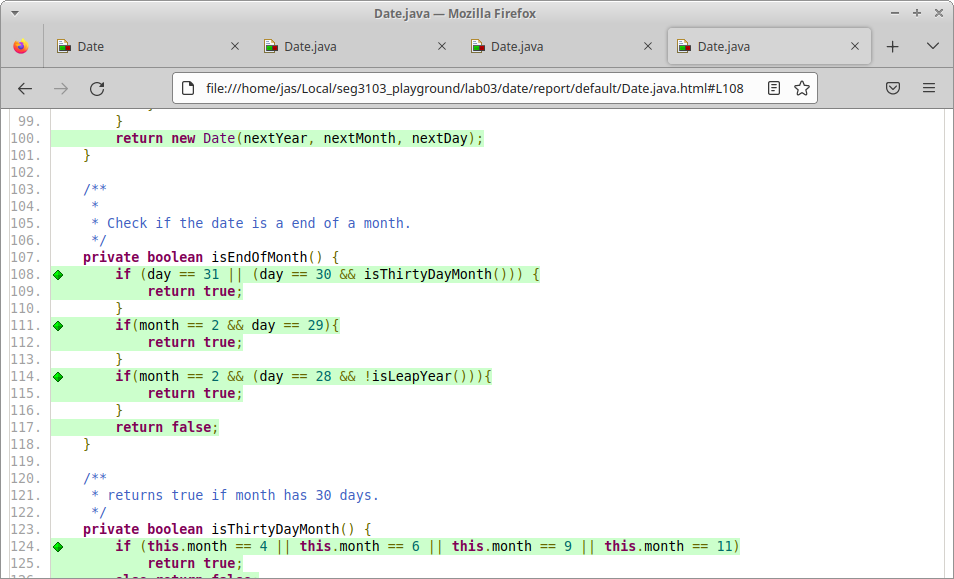 Date.java — Mozilla Firefox
Date Date.java Date.java Date.java
file:///home/jas/Local/seg3103_playground/lab03/date/report/default/Date.java.html#L108
99. }
100. return new Date(nextYear, nextMonth, nextDay);
101. }
102.
103. /**
104. *
105. * Check if the date is a end of a month.
106. */
107. private boolean isEndOfMonth() {
108. if (day == 31 || (day == 30 && isThirtyDayMonth())) {
109. return true;
110. }
111. if(month == 2 && day == 29){
112. return true;
113. }
114. if(month == 2 && (day == 28 && !isLeapYear())){
115. return true;
116. }
117. return false;
118. }
119.
120. /**
121. * returns true if month has 30 days.
122. */
123. private boolean isThirtyDayMonth() {
124. if (this.month == 4 || this.month == 6 || this.month == 9 || this.month == 11)
125. return true;
126. else return false;